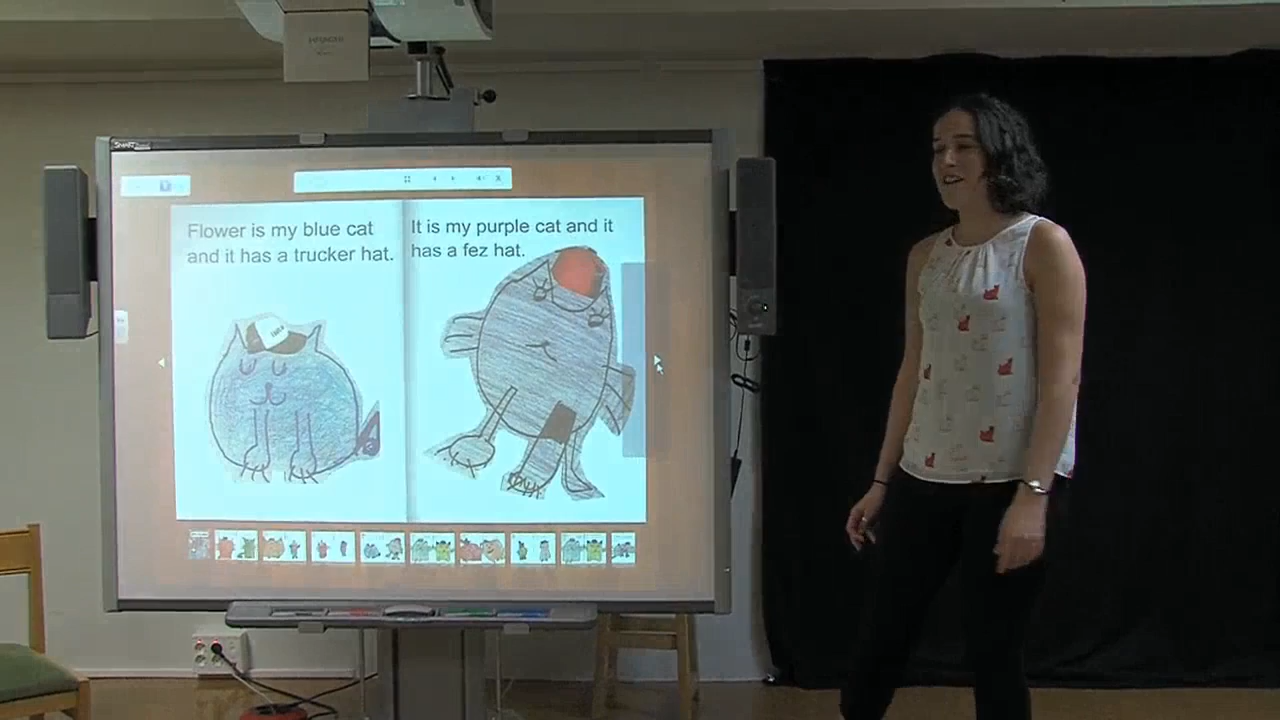 Flower is my blue cat
and it has a trucker hat.
It is my purple cat and it
has a fez hat.